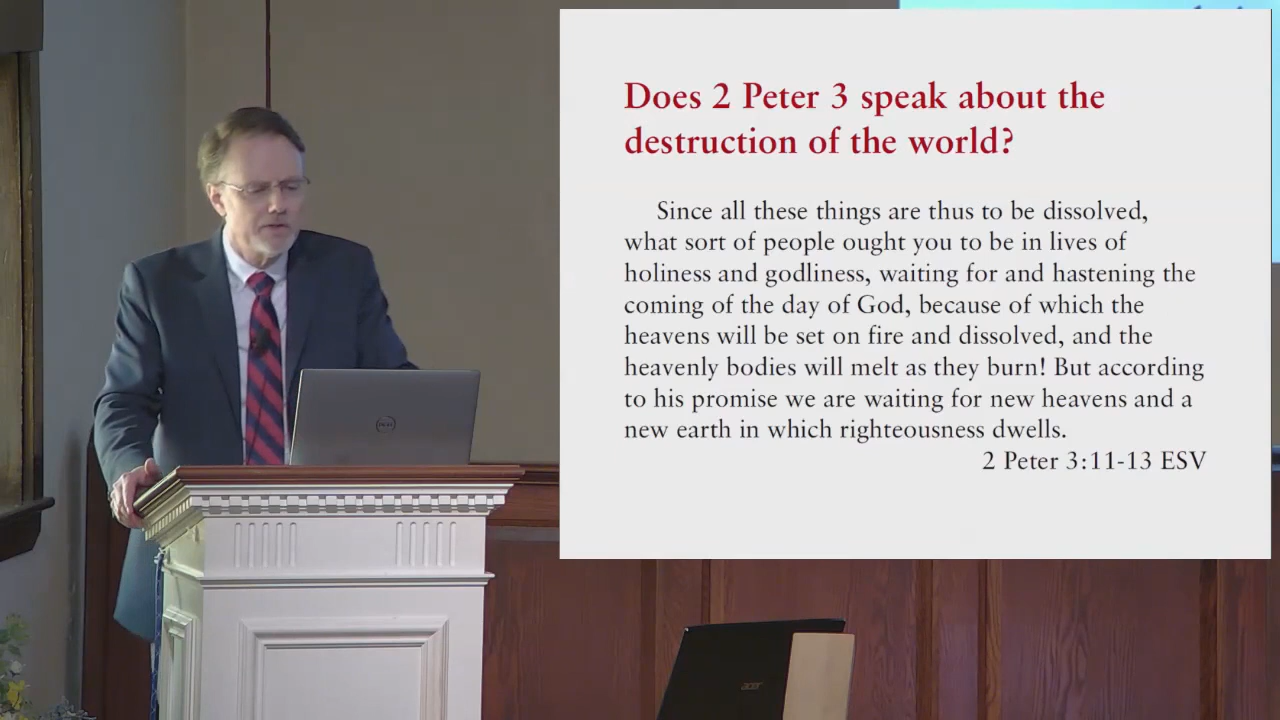 Does 2 Peter 3 speak about the
destruction of the world?
Since all these things are thus to be dissolved,
what sort of people ought you to be in lives of
holiness and godliness, waiting for and hastening the
coming of the day of God, because of which the
heavens will be set on fire and dissolved, and the
heavenly bodies will melt as they burn! But according
to his promise we are waiting for new heavens and a
new earth in which righteousness dwells.
2 Peter 3:11-13 ESV
DELL
acer